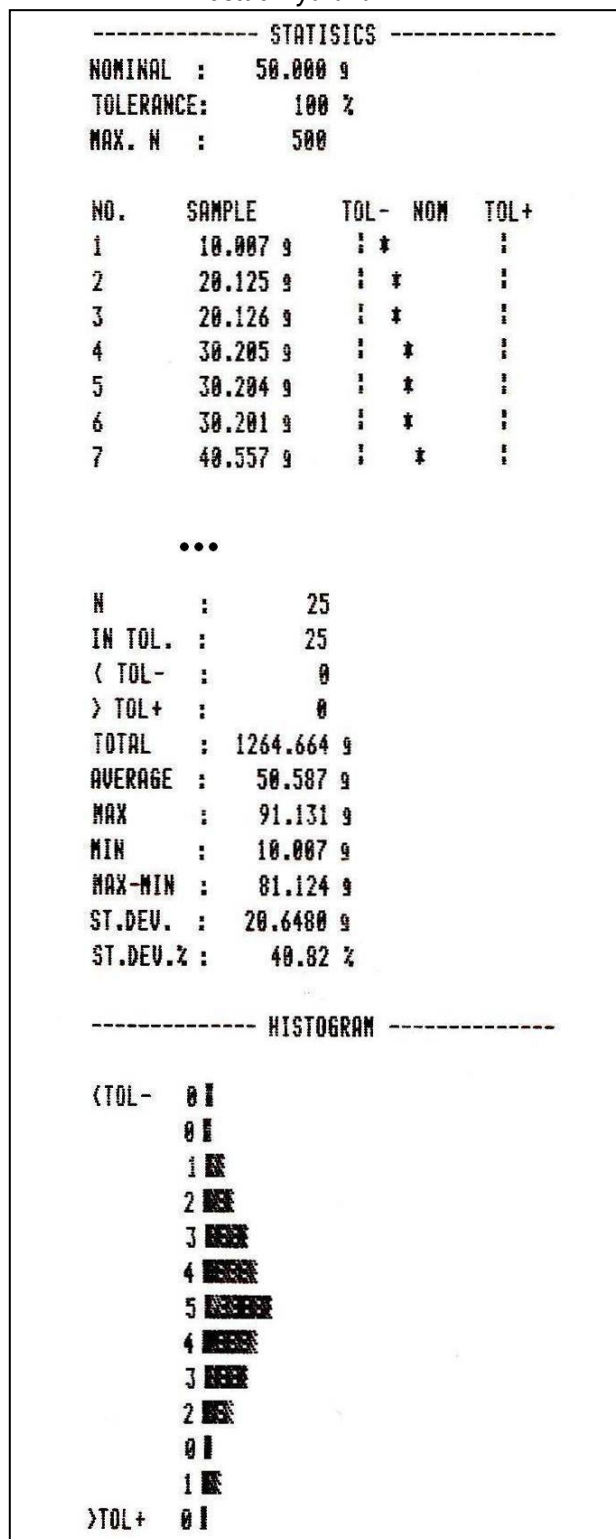 -------------- STATISICS --------------
NOMINAL : 50.000 g
TOLERANCE: 100 %
MAX. N : 500
NO. SAMPLE TOL- NOM TOL+
1 10.007 g ¦ * ¦
2 20.125 g ¦ * ¦
3 20.126 g ¦ * ¦
4 30.205 g ¦ * ¦
5 30.204 g ¦ * ¦
6 30.201 g ¦ * ¦
7 40.557 g ¦ * ¦
•••
N : 25
IN TOL. : 25
< TOL- : 0
> TOL+ : 0
TOTAL : 1264.664 g
AVERAGE : 50.587 g
MAX : 91.131 g
MIN : 10.007 g
MAX-MIN : 81.124 g
ST.DEV. : 20.6480 g
ST.DEV.% : 40.82 %
-------------- HISTOGRAM --------------
<TOL- 0
0
1
2
3
4
5
4
3
2
0
1
>TOL+ 0